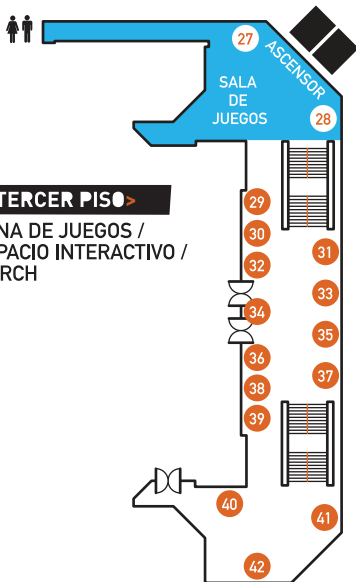 27
ASCENSOR
SALA
DE
JUEGOS
28
TERCER PISO>
NA DE JUEGOS /
PACIO INTERACTIVO /
RCH
29
30
31
32
33
34
35
36
37
38
39
40
41
42